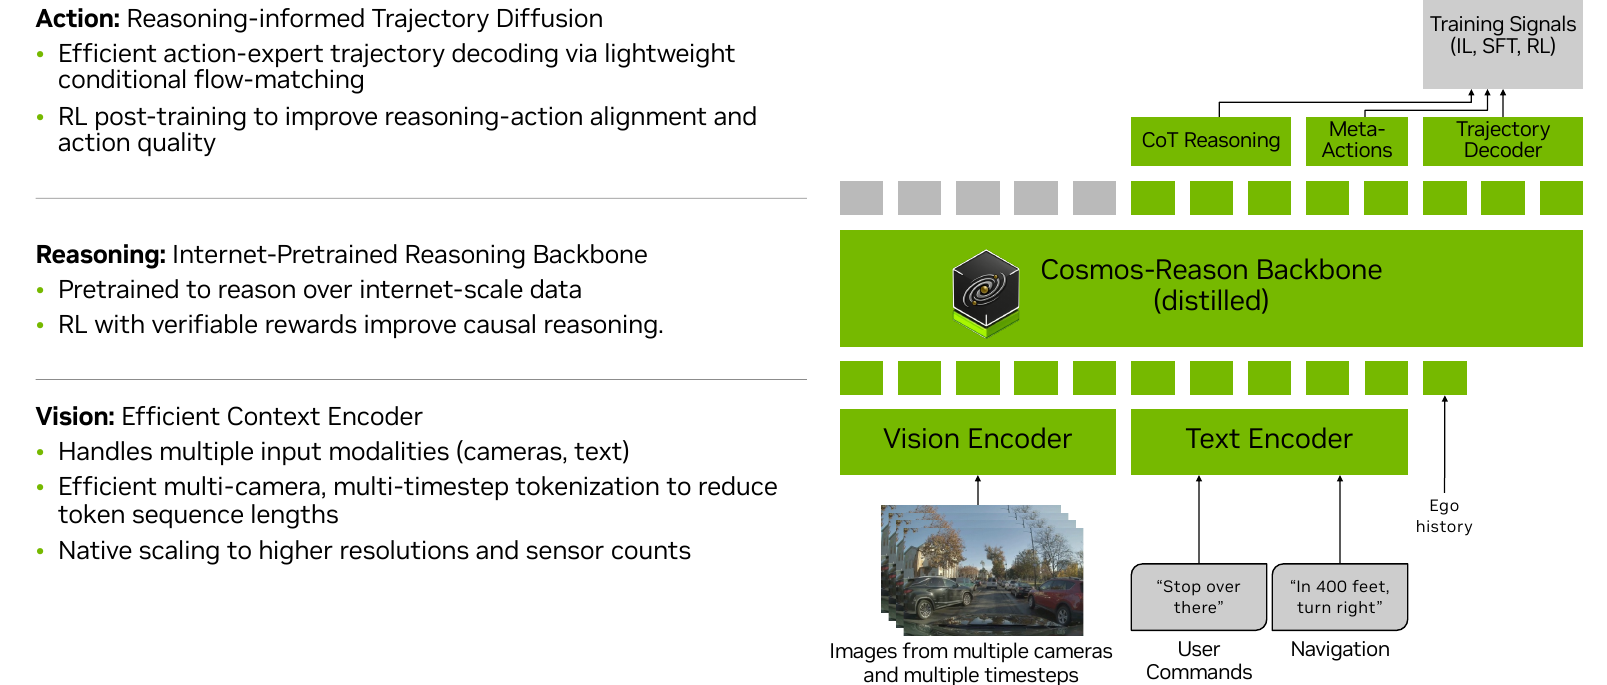 Action: Reasoning-informed Trajectory Diffusion
• Efficient action-expert trajectory decoding via lightweight
conditional flow-matching
• RL post-training to improve reasoning-action alignment and
action quality
Reasoning: Internet-Pretrained Reasoning Backbone
• Pretrained to reason over internet-scale data
• RL with verifiable rewards improve causal reasoning.
Vision: Efficient Context Encoder
• Handles multiple input modalities (cameras, text)
• Efficient multi-camera, multi-timestep tokenization to reduce
token sequence lengths
• Native scaling to higher resolutions and sensor counts
Training Signals
(IL, SFT, RL)
CoT Reasoning
Meta-
Actions
Trajectory
Decoder
Cosmos-Reason Backbone
(distilled)
Vision Encoder
Text Encoder
Ego
history
“Stop over
there”
“In 400 feet,
turn right”
Images from multiple cameras
and multiple timesteps
User
Commands
Navigation